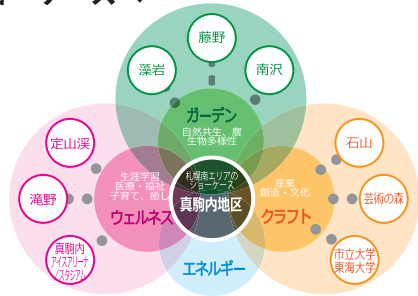 藤野
藻岩
南沢
ガーデン
自然共生、農
生物多様性
定山渓
滝野
真駒内
アイスアリーナ
/スタジアム
生涯学習
医療・福祉
子育て、癒し
ウェルネス
札幌南エリアの
ショーケース
真駒内地区
産業
創造・文化
クラフト
石山
芸術の森
市立大学
東海大学
エネルギー